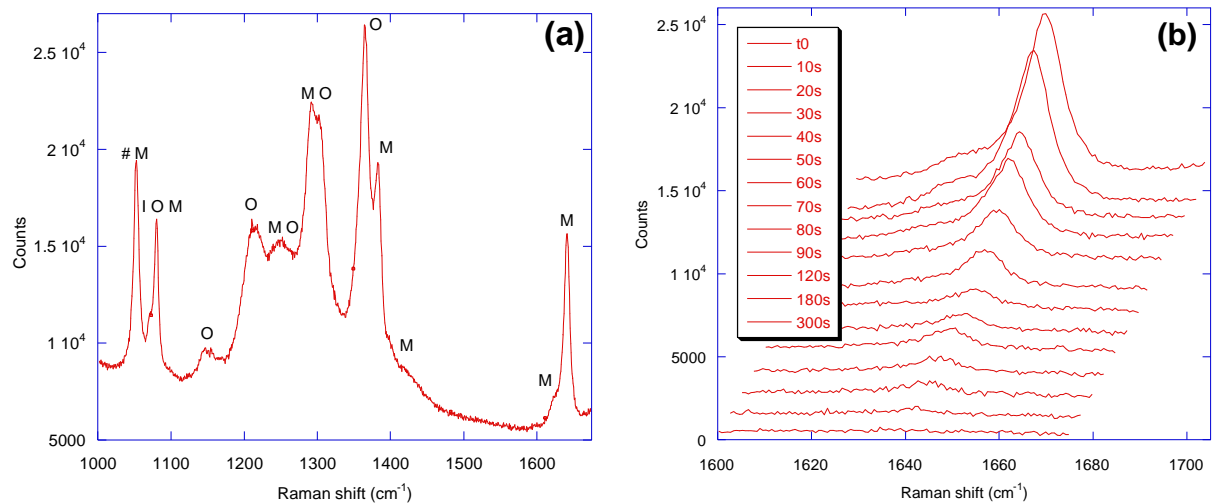 (a)
2.5 10⁴
2 10⁴
1.5 10⁴
1 10⁴
5000
Counts
# M
I O M
O
O
M O
M O
O
M
M
M
M
1000 1100 1200 1300 1400 1500 1600
Raman shift (cm⁻¹)
(b)
2.5 10⁴
2 10⁴
1.5 10⁴
1 10⁴
5000
0
Counts
t0
10s
20s
30s
40s
50s
60s
70s
80s
90s
120s
180s
300s
1600 1620 1640 1660 1680 1700
Raman shift (cm⁻¹)